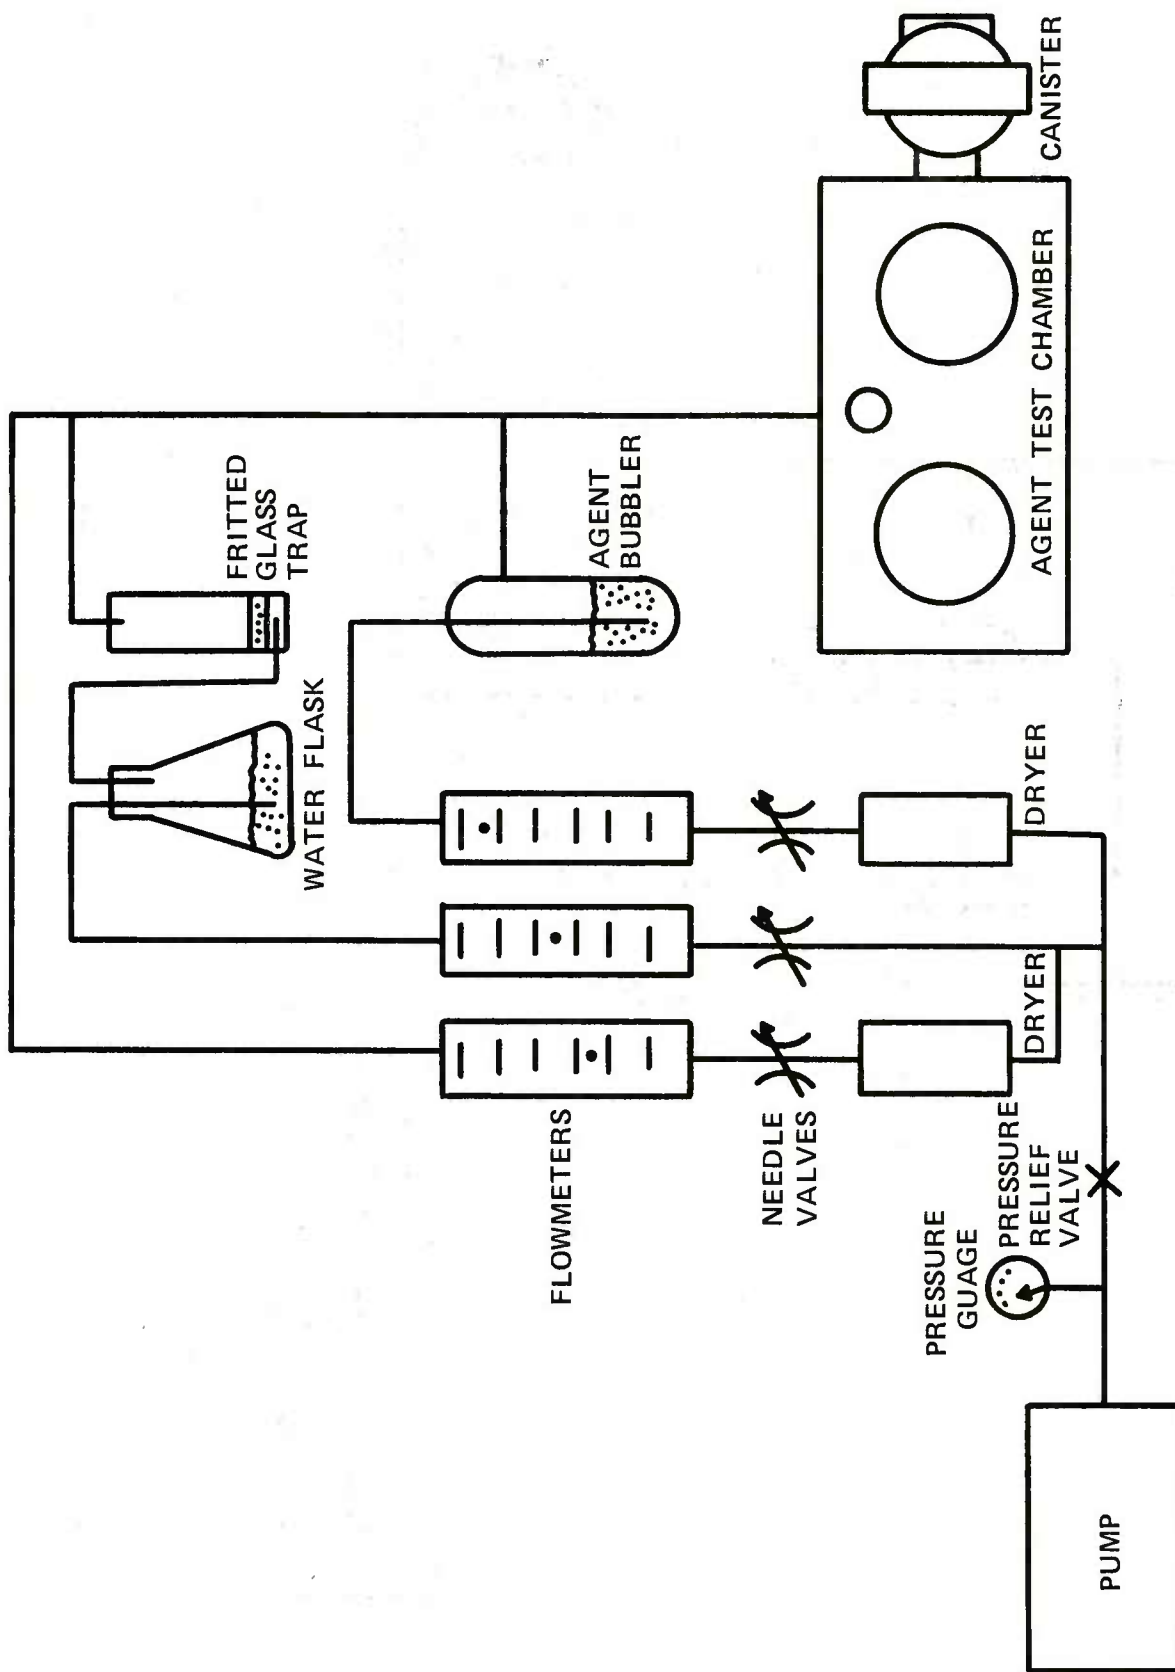 FRITTED
GLASS
TRAP
WATER FLASK
AGENT
BUBBLER
FLOWMETERS
NEEDLE
VALVES
DRYER
DRYER
CANISTER
AGENT TEST CHAMBER
PRESSURE
GUAGE
PRESSURE
RELIEF
VALVE
PUMP